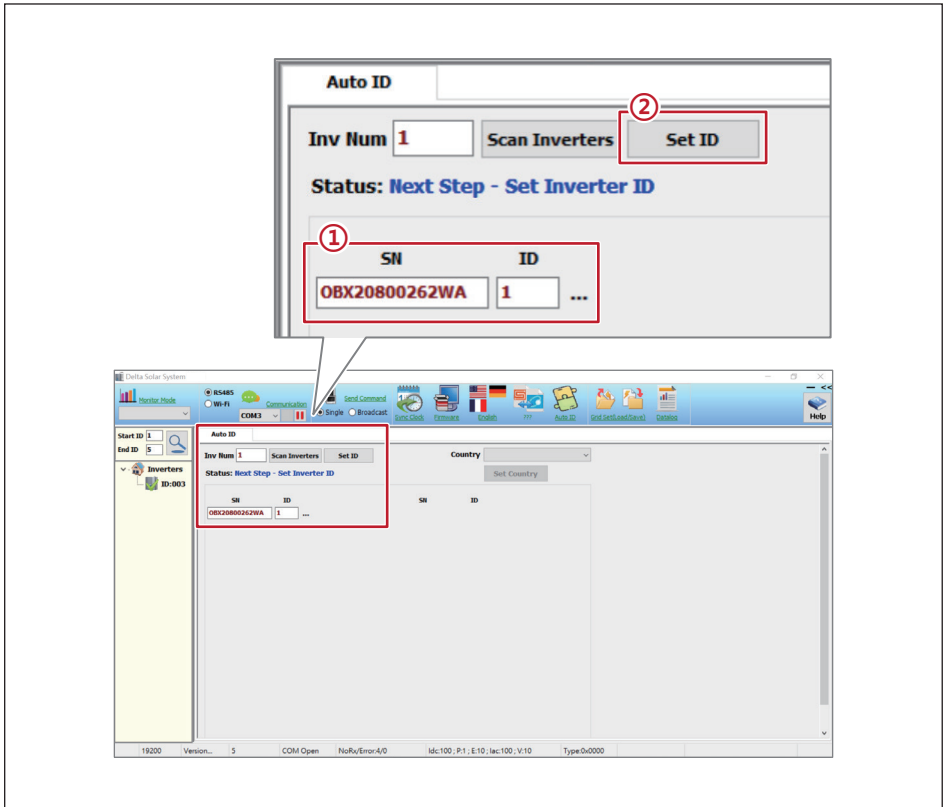 Auto ID
②
Inv Num 1 Scan Inverters Set ID
Status: Next Step - Set Inverter ID
①
SN ID
OBX20800262WA 1 ...
Delta Solar System
Monitor Mode
RS485
Wi-Fi
COM3
Communication
Send Command
Single Broadcast
Sync Clock Firmware English ??? Auto ID Grid Set(Load/Save) Datalog
<<
Help
Start ID 1
End ID 5
Inverters
ID:003
Auto ID
Inv Num 1 Scan Inverters Set ID Country
Status: Next Step - Set Inverter ID Set Country
SN ID SN ID
OBX20800262WA 1 ...
19200 Version... 5 COM Open NoRx/Error:4/0 Idc:100 ; P:1 ; E:10 ; Iac:100 ; V:10 Type:0x0000